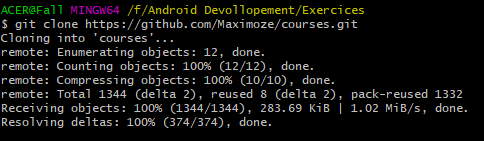 ACER@Fall MINGW64 /f/Android Devollopement/Exercices
$ git clone https://github.com/Maximoze/courses.git
Cloning into 'courses'...
remote: Enumerating objects: 12, done.
remote: Counting objects: 100% (12/12), done.
remote: Compressing objects: 100% (10/10), done.
remote: Total 1344 (delta 2), reused 8 (delta 2), pack-reused 1332
Receiving objects: 100% (1344/1344), 283.69 KiB | 1.02 MiB/s, done.
Resolving deltas: 100% (374/374), done.